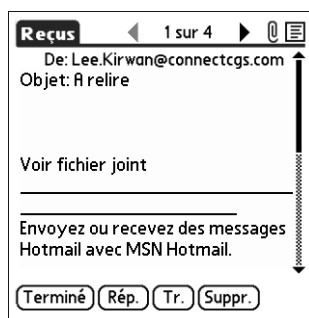 Reçus 1 sur 4
De: Lee.Kirwan@connectcgs.com
Objet: A relire
Voir fichier joint
Envoyez ou recevez des messages
Hotmail avec MSN Hotmail.
Terminé Rép. Tr. Suppr.